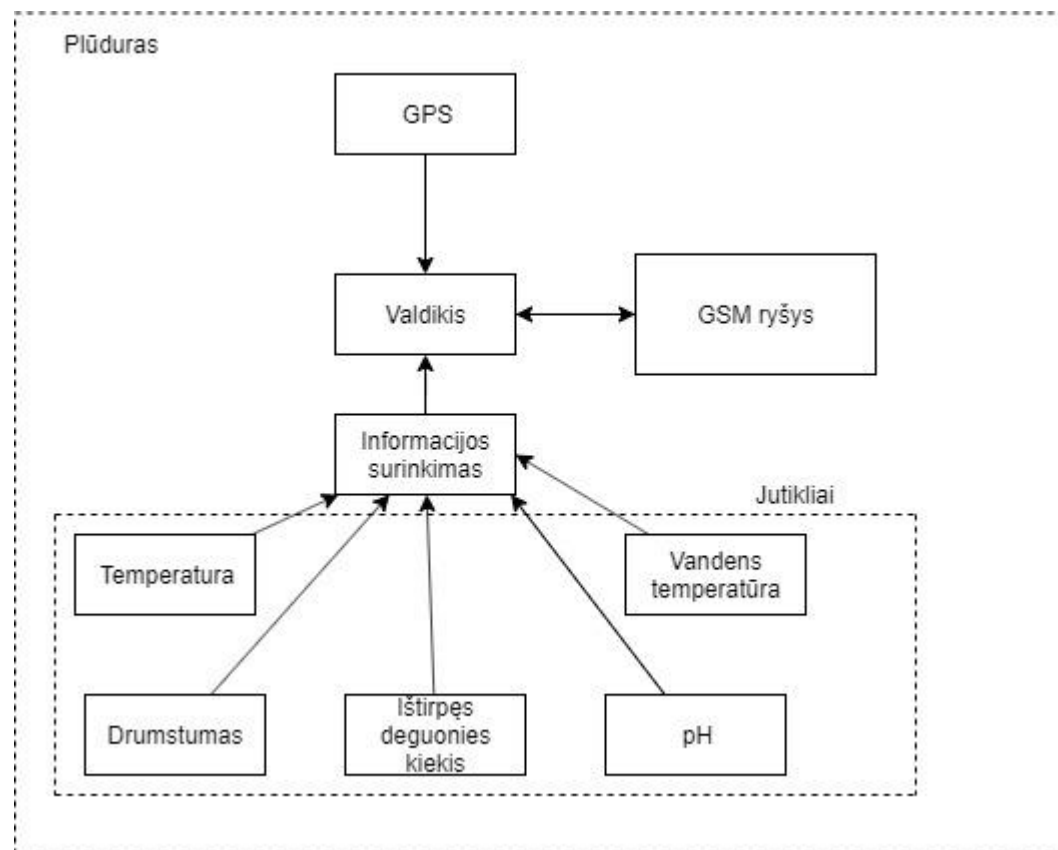 Plūduras
GPS
Valdikis
GSM ryšys
Informacijos
surinkimas
Jutikliai
Temperatura
Vandens
temperatūra
Drumstumas
Ištirpęs
deguonies
kiekis
pH